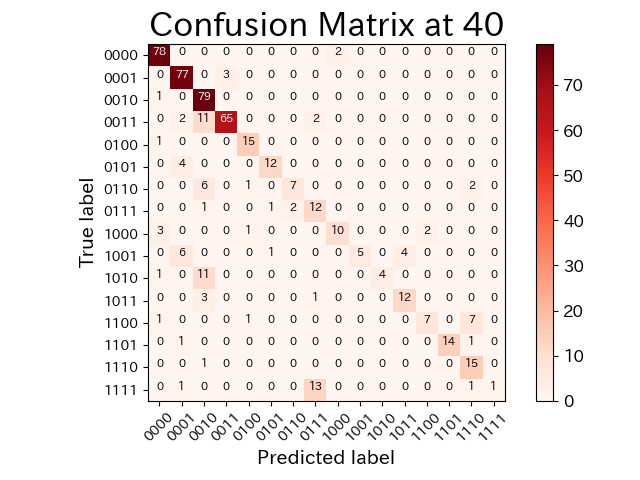 Confusion Matrix at 40
0000 78 0 0 0 0 0 0 0 2 0 0 0 0 0 0 0
0001 0 77 0 3 0 0 0 0 0 0 0 0 0 0 0 0
0010 1 0 79 0 0 0 0 0 0 0 0 0 0 0 0 0
0011 0 2 11 65 0 0 0 2 0 0 0 0 0 0 0 0
0100 1 0 0 0 15 0 0 0 0 0 0 0 0 0 0 0
0101 0 4 0 0 0 12 0 0 0 0 0 0 0 0 0 0
0110 0 0 6 0 1 0 7 0 0 0 0 0 0 0 2 0
0111 0 0 1 0 0 1 2 12 0 0 0 0 0 0 0 0
1000 3 0 0 0 1 0 0 0 10 0 0 0 2 0 0 0
1001 0 6 0 0 0 1 0 0 0 5 0 4 0 0 0 0
1010 1 0 11 0 0 0 0 0 0 0 4 0 0 0 0 0
1011 0 0 3 0 0 0 0 1 0 0 0 12 0 0 0 0
1100 1 0 0 0 1 0 0 0 0 0 0 0 7 0 7 0
1101 0 1 0 0 0 0 0 0 0 0 0 0 0 14 1 0
1110 0 0 1 0 0 0 0 0 0 0 0 0 0 0 15 0
1111 0 1 0 0 0 0 0 13 0 0 0 0 0 0 1 1
0000 0001 0010 0011 0100 0101 0110 0111 1000 1001 1010 1011 1100 1101 1110 1111
True label
Predicted label
70
60
50
40
30
20
10
0